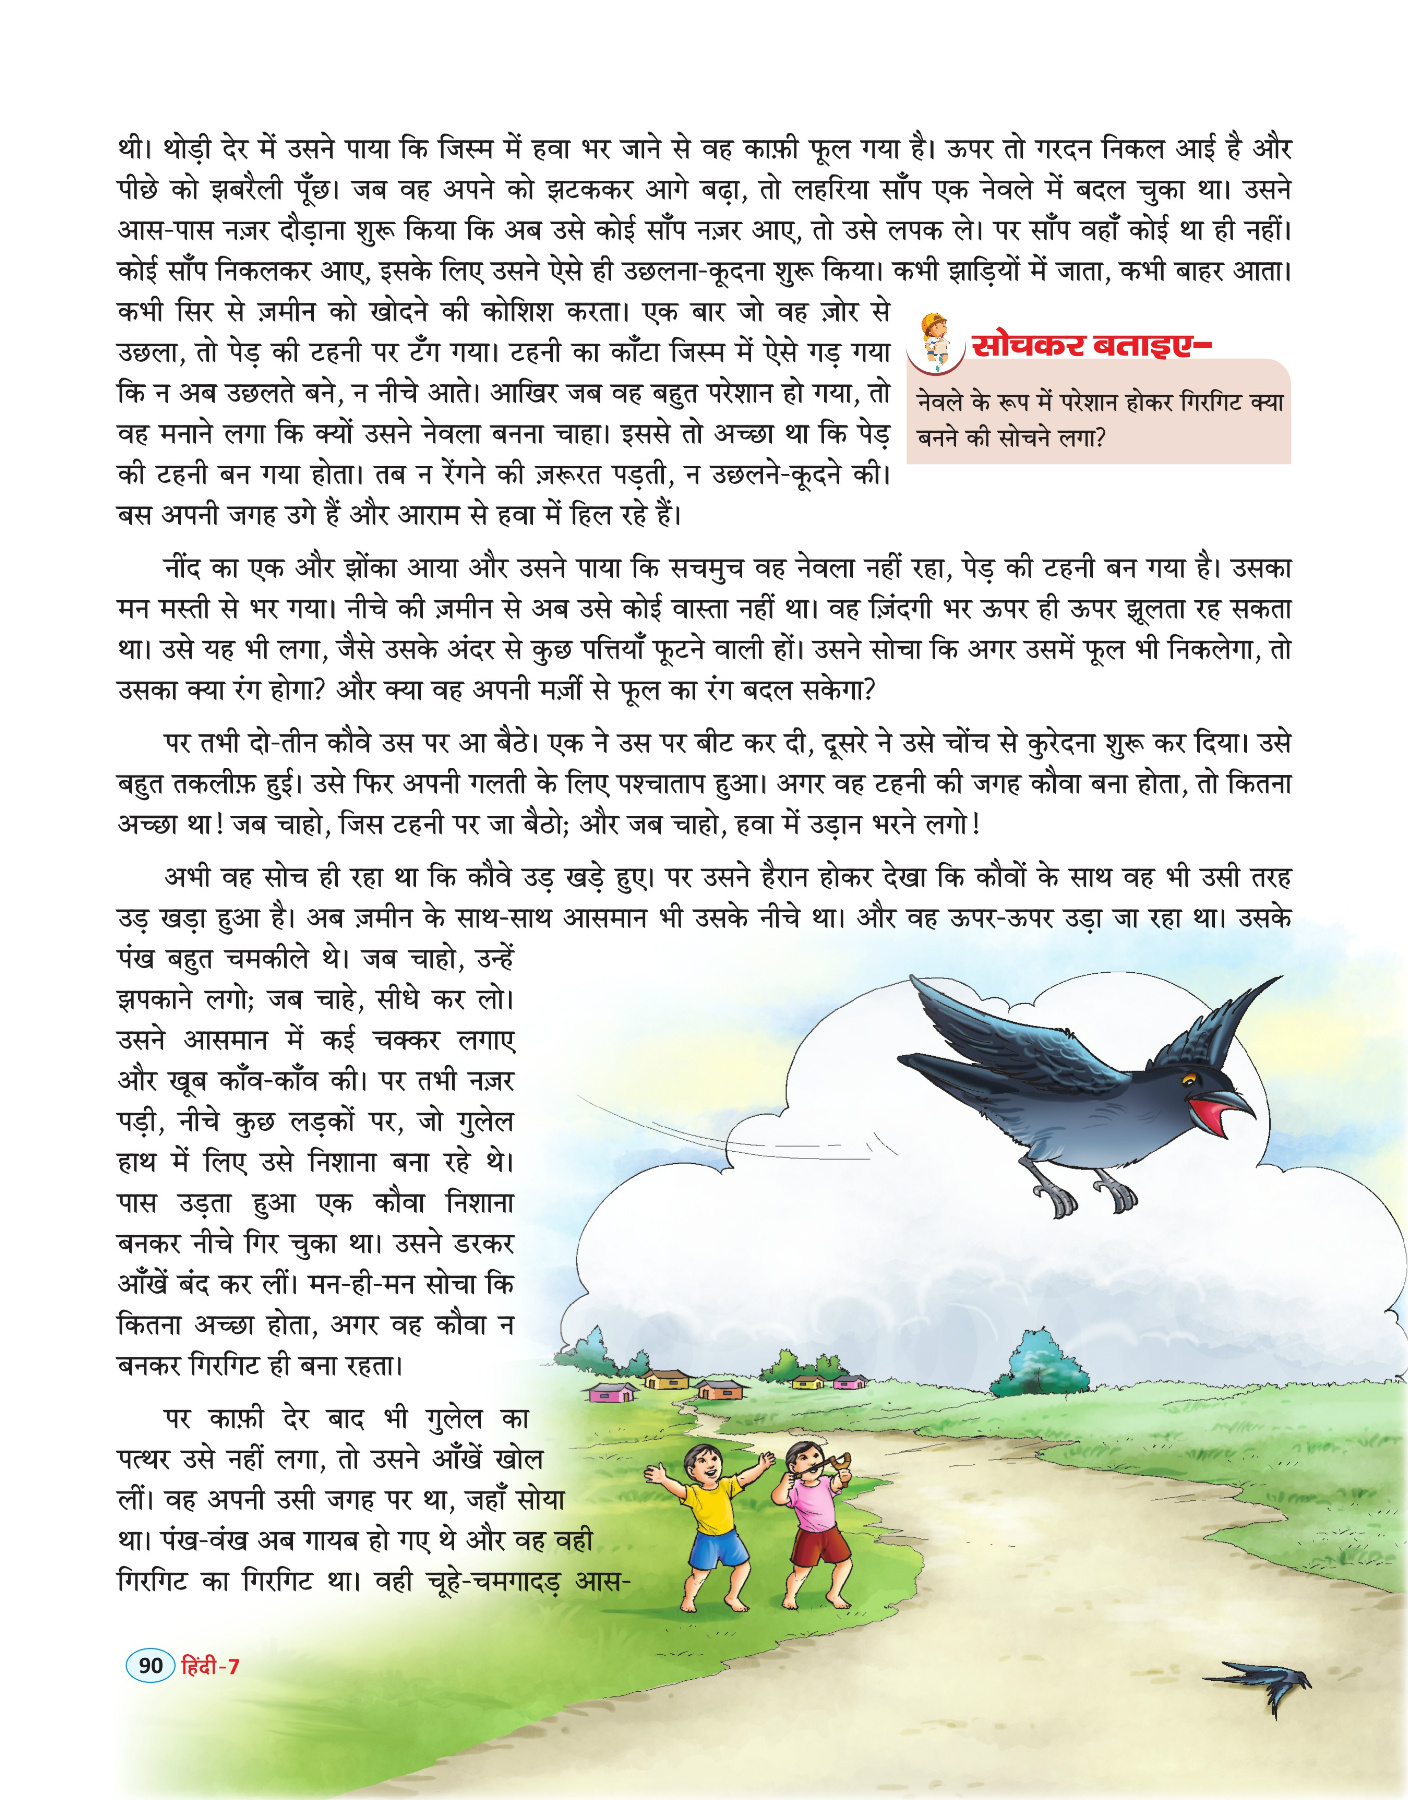 थी। थोड़ी देर में उसने पाया कि जिस्म में हवा भर जाने से वह काफ़ी फूल गया है। ऊपर तो गरदन निकल आई है और
पीछे को झबरैली पूँछ। जब वह अपने को झटककर आगे बढ़ा, तो लहरिया साँप एक नेवले में बदल चुका था। उसने
आस-पास नज़र दौड़ाना शुरू किया कि अब उसे कोई साँप नज़र आए, तो उसे लपक ले। पर साँप वहाँ कोई था ही नहीं।
कोई साँप निकलकर आए, इसके लिए उसने ऐसे ही उछलना-कूदना शुरू किया। कभी झाड़ियों में जाता, कभी बाहर आता।
कभी सिर से ज़मीन को खोदने की कोशिश करता। एक बार जो वह ज़ोर से
उछला, तो पेड़ की टहनी पर टँग गया। टहनी का काँटा जिस्म में ऐसे गड़ गया
कि न अब उछलते बने, न नीचे आते। आखिर जब वह बहुत परेशान हो गया, तो
वह मनाने लगा कि क्यों उसने नेवला बनना चाहा। इससे तो अच्छा था कि पेड़
की टहनी बन गया होता। तब न रेंगने की ज़रूरत पड़ती, न उछलने-कूदने की।
बस अपनी जगह उगे हैं और आराम से हवा में हिल रहे हैं।
सोचकर बताइए–
नेवले के रूप में परेशान होकर गिरगिट क्या
बनने की सोचने लगा?
नींद का एक और झोंका आया और उसने पाया कि सचमुच वह नेवला नहीं रहा, पेड़ की टहनी बन गया है। उसका
मन मस्ती से भर गया। नीचे की ज़मीन से अब उसे कोई वास्ता नहीं था। वह ज़िंदगी भर ऊपर ही ऊपर झूलता रह सकता
था। उसे यह भी लगा, जैसे उसके अंदर से कुछ पत्तियाँ फूटने वाली हों। उसने सोचा कि अगर उसमें फूल भी निकलेगा, तो
उसका क्या रंग होगा? और क्या वह अपनी मर्ज़ी से फूल का रंग बदल सकेगा?
पर तभी दो-तीन कौवे उस पर आ बैठे। एक ने उस पर बीट कर दी, दूसरे ने उसे चोंच से कुरेदना शुरू कर दिया। उसे
बहुत तकलीफ़ हुई। उसे फिर अपनी गलती के लिए पश्चाताप हुआ। अगर वह टहनी की जगह कौवा बना होता, तो कितना
अच्छा था! जब चाहो, जिस टहनी पर जा बैठो; और जब चाहो, हवा में उड़ान भरने लगो!
अभी वह सोच ही रहा था कि कौवे उड़ खड़े हुए। पर उसने हैरान होकर देखा कि कौवों के साथ वह भी उसी तरह
उड़ खड़ा हुआ है। अब ज़मीन के साथ-साथ आसमान भी उसके नीचे था। और वह ऊपर-ऊपर उड़ा जा रहा था। उसके
पंख बहुत चमकीले थे। जब चाहो, उन्हें
झपकाने लगो; जब चाहे, सीधे कर लो।
उसने आसमान में कई चक्कर लगाए
और खूब काँव-काँव की। पर तभी नज़र
पड़ी, नीचे कुछ लड़कों पर, जो गुलेल
हाथ में लिए उसे निशाना बना रहे थे।
पास उड़ता हुआ एक कौवा निशाना
बनकर नीचे गिर चुका था। उसने डरकर
आँखें बंद कर लीं। मन-ही-मन सोचा कि
कितना अच्छा होता, अगर वह कौवा न
बनकर गिरगिट ही बना रहता।
पर काफ़ी देर बाद भी गुलेल का
पत्थर उसे नहीं लगा, तो उसने आँखें खोल
लीं। वह अपनी उसी जगह पर था, जहाँ सोया
था। पंख-वंख अब गायब हो गए थे और वह वही
गिरगिट का गिरगिट था। वही चूहे-चमगादड़ आस-
90 हिंदी-7